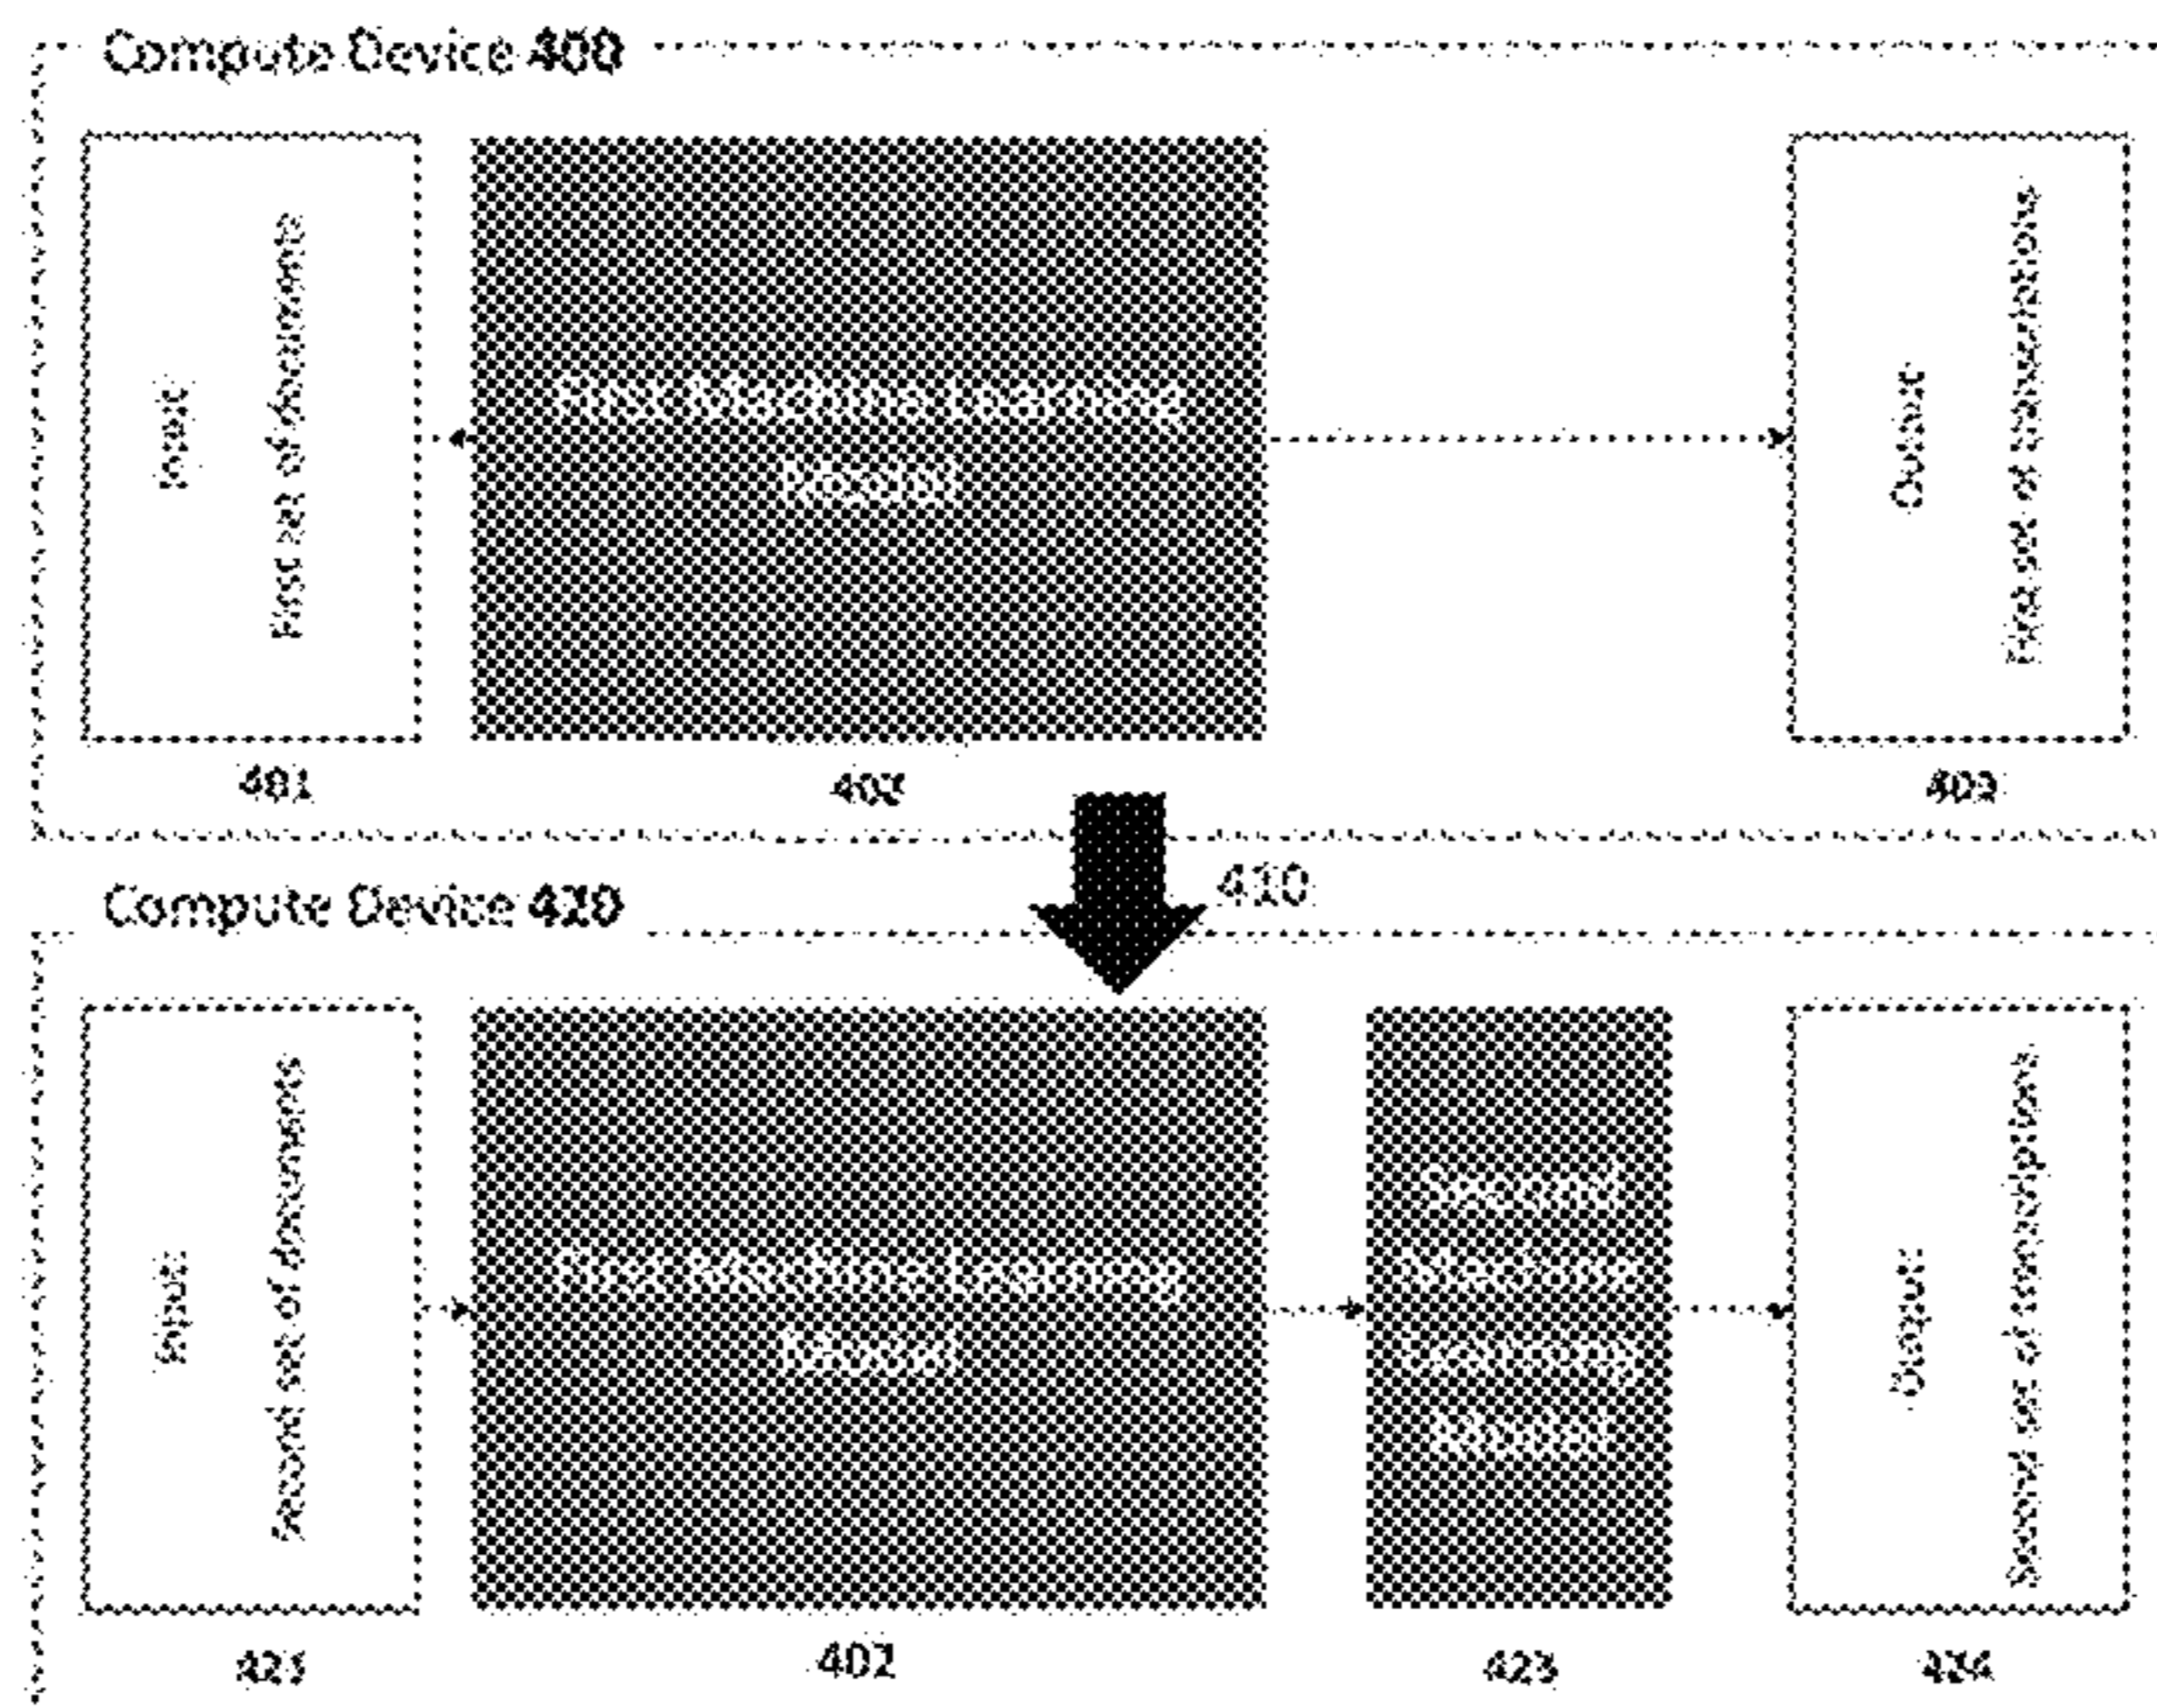 Compute Device 400
Input:
First set of documents
First Machine Learning
Model
Output:
First set of
401
402
403
410
Compute Device 420
Input:
Second set of documents
First Machine Learning
Model
Second
Machine
Learning
Model
Output:
Second set of descriptions
421
402
423
424